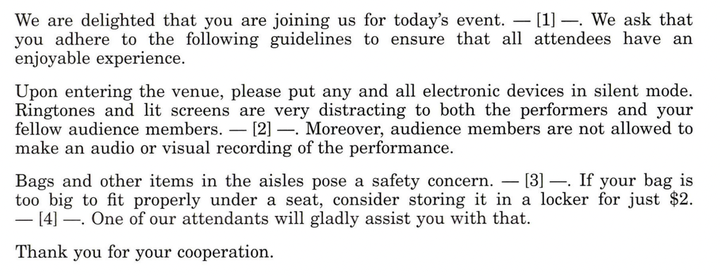 We are delighted that you are joining us for today's event. — [1] —. We ask that
you adhere to the following guidelines to ensure that all attendees have an
enjoyable experience.
Upon entering the venue, please put any and all electronic devices in silent mode.
Ringtones and lit screens are very distracting to both the performers and your
fellow audience members. — [2] —. Moreover, audience members are not allowed to
make an audio or visual recording of the performance.
Bags and other items in the aisles pose a safety concern. — [3] —. If your bag is
too big to fit properly under a seat, consider storing it in a locker for just $2.
— [4] —. One of our attendants will gladly assist you with that.
Thank you for your cooperation.